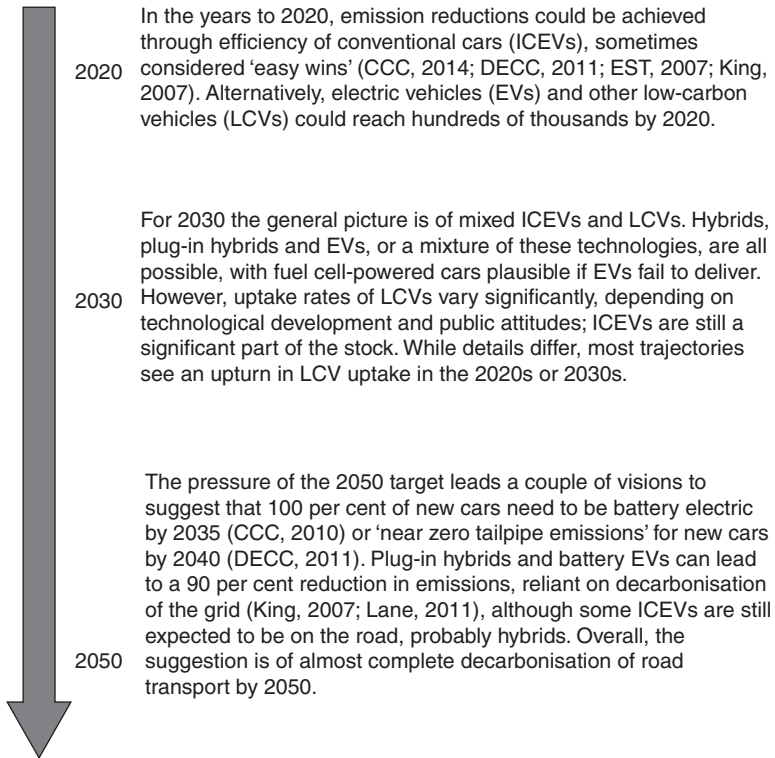 In the years to 2020, emission reductions could be achieved
through efficiency of conventional cars (ICEVs), sometimes
2020 considered ‘easy wins’ (CCC, 2014; DECC, 2011; EST, 2007; King,
2007). Alternatively, electric vehicles (EVs) and other low-carbon
vehicles (LCVs) could reach hundreds of thousands by 2020.
For 2030 the general picture is of mixed ICEVs and LCVs. Hybrids,
plug-in hybrids and EVs, or a mixture of these technologies, are all
possible, with fuel cell-powered cars plausible if EVs fail to deliver.
2030 However, uptake rates of LCVs vary significantly, depending on
technological development and public attitudes; ICEVs are still a
significant part of the stock. While details differ, most trajectories
see an upturn in LCV uptake in the 2020s or 2030s.
The pressure of the 2050 target leads a couple of visions to
suggest that 100 per cent of new cars need to be battery electric
by 2035 (CCC, 2010) or ‘near zero tailpipe emissions’ for new cars
by 2040 (DECC, 2011). Plug-in hybrids and battery EVs can lead
to a 90 per cent reduction in emissions, reliant on decarbonisation
of the grid (King, 2007; Lane, 2011), although some ICEVs are still
expected to be on the road, probably hybrids. Overall, the
2050 suggestion is of almost complete decarbonisation of road
transport by 2050.